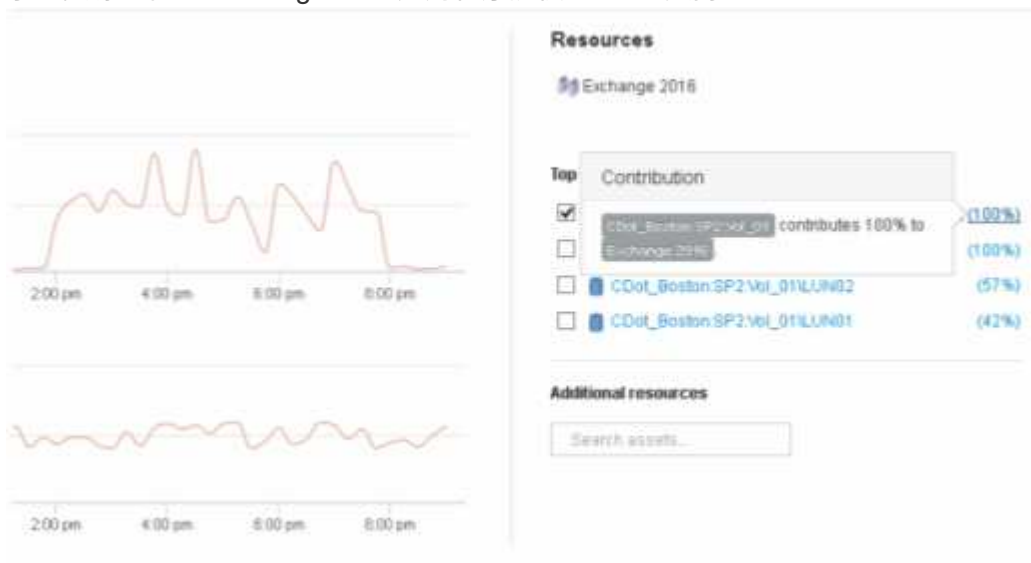 Resources
Exchange 2016
Top
Contribution
(100%)
CDot_Boston:SP2:Vol_01 contributes 100% to
Exchange 2016
(100%)
CDot_Boston:SP2:Vol_01\LUN02 (57%)
CDot_Boston:SP2:Vol_01\LUN01 (42%)
Additional resources
Search assets...
2:00 pm 4:00 pm 6:00 pm 8:00 pm
2:00 pm 4:00 pm 6:00 pm 8:00 pm